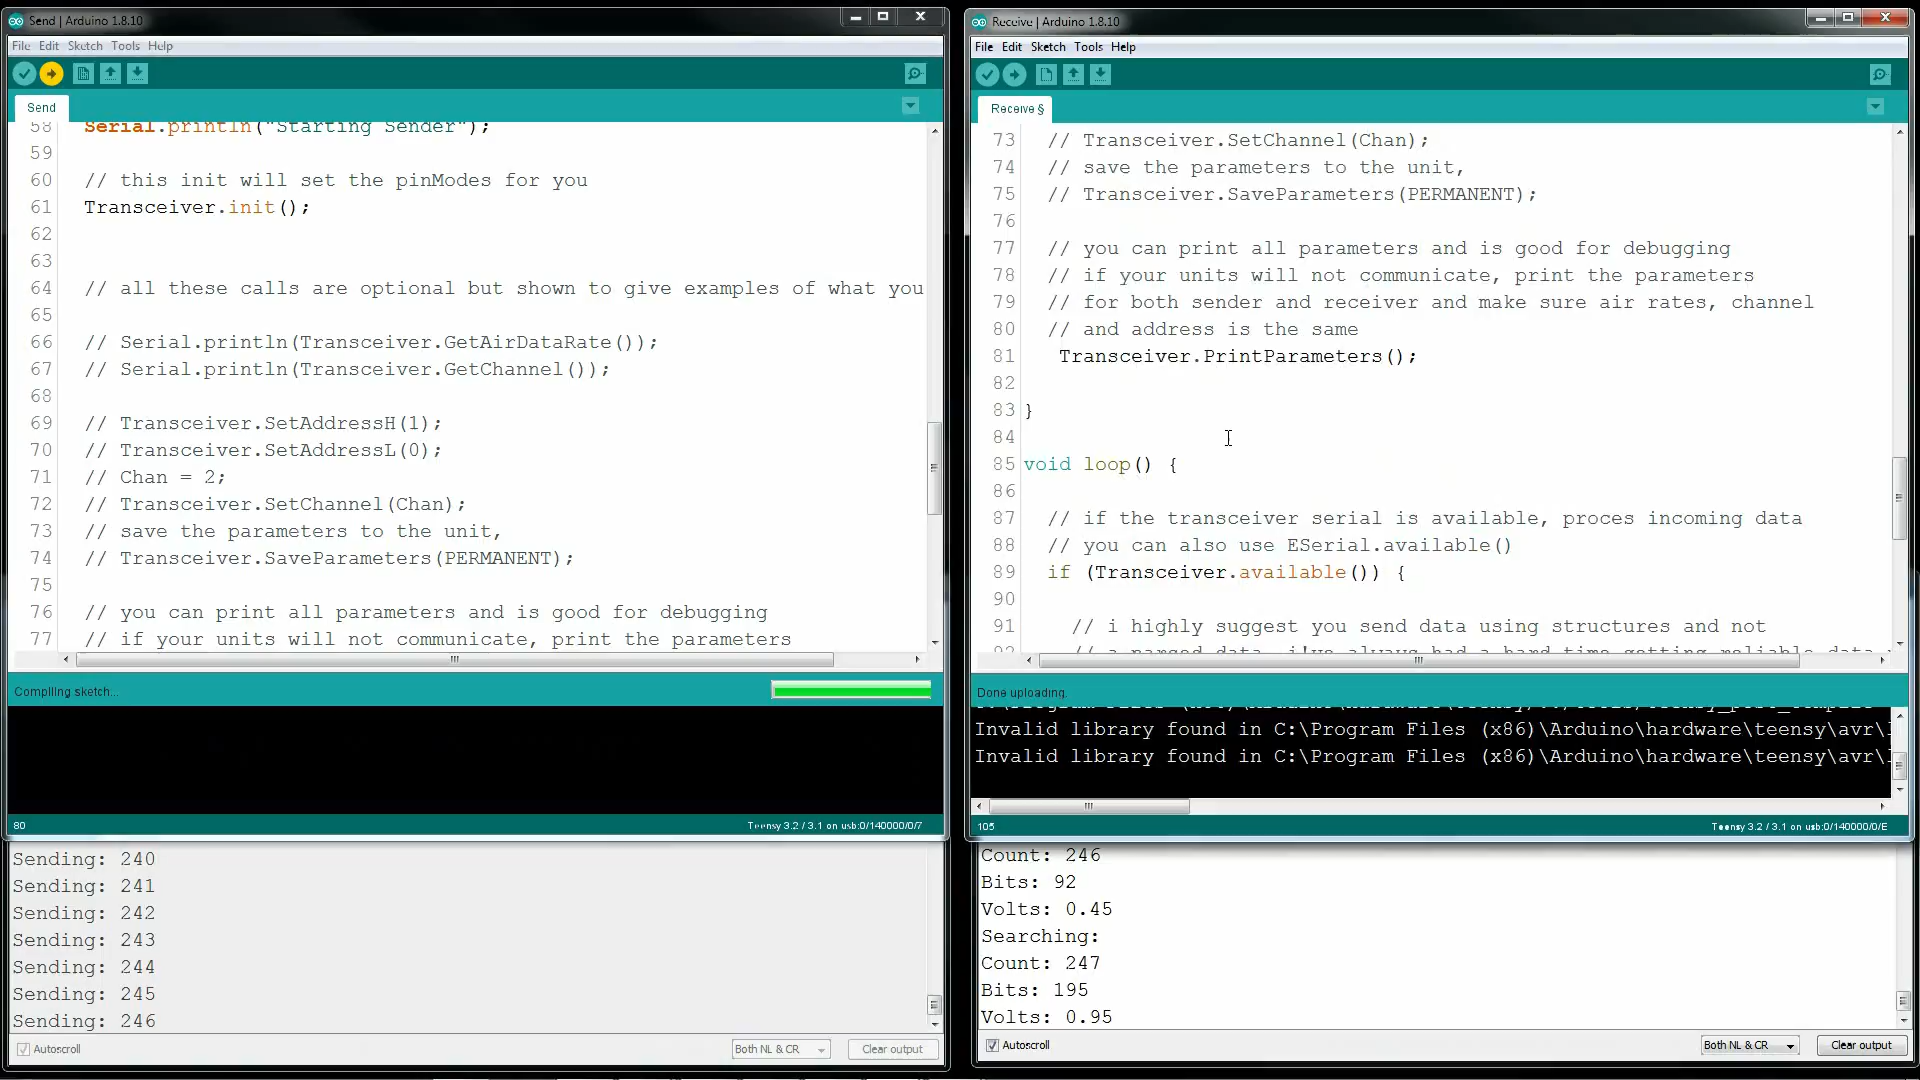 Send | Arduino 1.8.10
File Edit Sketch Tools Help
Send
58 Serial.println("Starting Sender");
59
60 // this init will set the pinModes for you
61 Transceiver.init();
62
63
64 // all these calls are optional but shown to give examples of what you
65
66 // Serial.println(Transceiver.GetAirDataRate());
67 // Serial.println(Transceiver.GetChannel());
68
69 // Transceiver.SetAddressH(1);
70 // Transceiver.SetAddressL(0);
71 // Chan = 2;
72 // Transceiver.SetChannel(Chan);
73 // save the parameters to the unit,
74 // Transceiver.SaveParameters(PERMANENT);
75
76 // you can print all parameters and is good for debugging
77 // if your units will not communicate, print the parameters
Compiling sketch...
80
Teensy 3.2 / 3.1 on usb:0/140000/0/7
Sending: 240
Sending: 241
Sending: 242
Sending: 243
Sending: 244
Sending: 245
Sending: 246
Autoscroll
Both NL & CR
Clear output
Receive | Arduino 1.8.10
File Edit Sketch Tools Help
Receive §
73 // Transceiver.SetChannel(Chan);
74 // save the parameters to the unit,
75 // Transceiver.SaveParameters(PERMANENT);
76
77 // you can print all parameters and is good for debugging
78 // if your units will not communicate, print the parameters
79 // for both sender and receiver and make sure air rates, channel
80 // and address is the same
81 Transceiver.PrintParameters();
82
83 }
84
85 void loop() {
86
87 // if the transceiver serial is available, proces incoming data
88 // you can also use ESerial.available()
89 if (Transceiver.available()) {
90
91 // i highly suggest you send data using structures and not
92 // a parsed data, i've always had a hard time getting reliable data
Done uploading.
Invalid library found in C:\Program Files (x86)\Arduino\hardware\teensy\avr\
Invalid library found in C:\Program Files (x86)\Arduino\hardware\teensy\avr\
105
Teensy 3.2 / 3.1 on usb:0/140000/0/E
Count: 246
Bits: 92
Volts: 0.45
Searching:
Count: 247
Bits: 195
Volts: 0.95
Autoscroll
Both NL & CR
Clear output